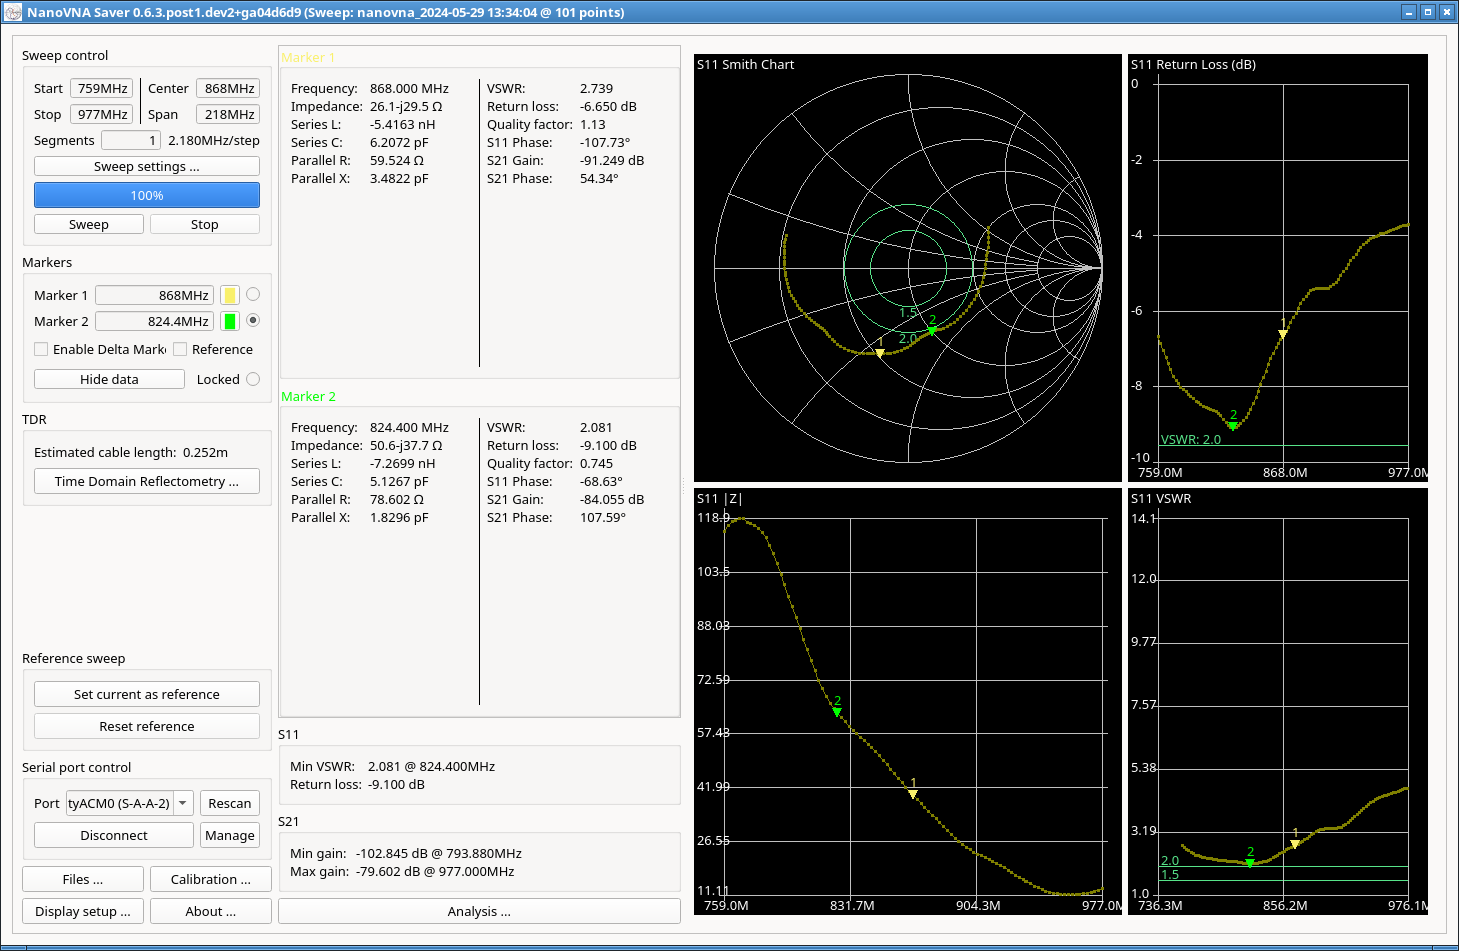 NanoVNA Saver 0.6.3.post1.dev2+ga04d6d9 (Sweep: nanovna_2024-05-29 13:34:04 @ 101 points)
Sweep control
Start 759MHz Center 868MHz
Stop 977MHz Span 218MHz
Segments 1 2.180MHz/step
Sweep settings ...
100%
Sweep Stop
Markers
Marker 1 868MHz
Marker 2 824.4MHz
Enable Delta Mark Reference
Hide data Locked
TDR
Estimated cable length: 0.252m
Time Domain Reflectometry ...
Reference sweep
Set current as reference
Reset reference
Serial port control
Port tyACM0 (S-A-A-2) Rescan
Disconnect Manage
Files ... Calibration ...
Display setup ... About ...
Marker 1
Frequency: 868.000 MHz
Impedance: 26.1-j29.5 Ω
Series L: -5.4163 nH
Series C: 6.2072 pF
Parallel R: 59.524 Ω
Parallel X: 3.4822 pF
VSWR: 2.739
Return loss: -6.650 dB
Quality factor: 1.13
S11 Phase: -107.73°
S21 Gain: -91.249 dB
S21 Phase: 54.34°
Marker 2
Frequency: 824.400 MHz
Impedance: 50.6-j37.7 Ω
Series L: -7.2699 nH
Series C: 5.1267 pF
Parallel R: 78.602 Ω
Parallel X: 1.8296 pF
VSWR: 2.081
Return loss: -9.100 dB
Quality factor: 0.745
S11 Phase: -68.63°
S21 Gain: -84.055 dB
S21 Phase: 107.59°
S11
Min VSWR: 2.081 @ 824.400MHz
Return loss: -9.100 dB
S21
Min gain: -102.845 dB @ 793.880MHz
Max gain: -79.602 dB @ 977.000MHz
Analysis ...
S11 Smith Chart
1.5
2
2.0
1
S11 Return Loss (dB)
0
-2
-4
-6
1
-8
2
VSWR: 2.0
-10
759.0M 868.0M 977.0M
S11 |Z|
118.9
103.5
88.03
72.59
2
57.43
1
41.99
26.55
11.11
759.0M 831.7M 904.3M 977.0M
S11 VSWR
14.1
12.0
9.77
7.57
5.38
3.19
1
2
2.0
1.5
1.0
736.3M 856.2M 976.1M